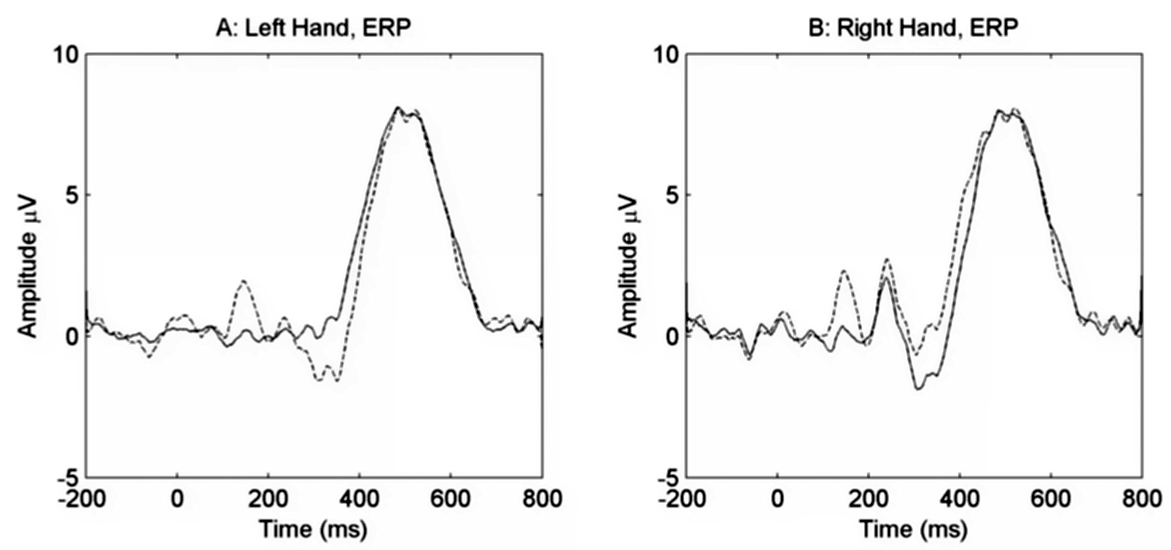 A: Left Hand, ERP
10
5
0
-5
Amplitude μV
-200 0 200 400 600 800
Time (ms)
B: Right Hand, ERP
10
5
0
-5
Amplitude μV
-200 0 200 400 600 800
Time (ms)